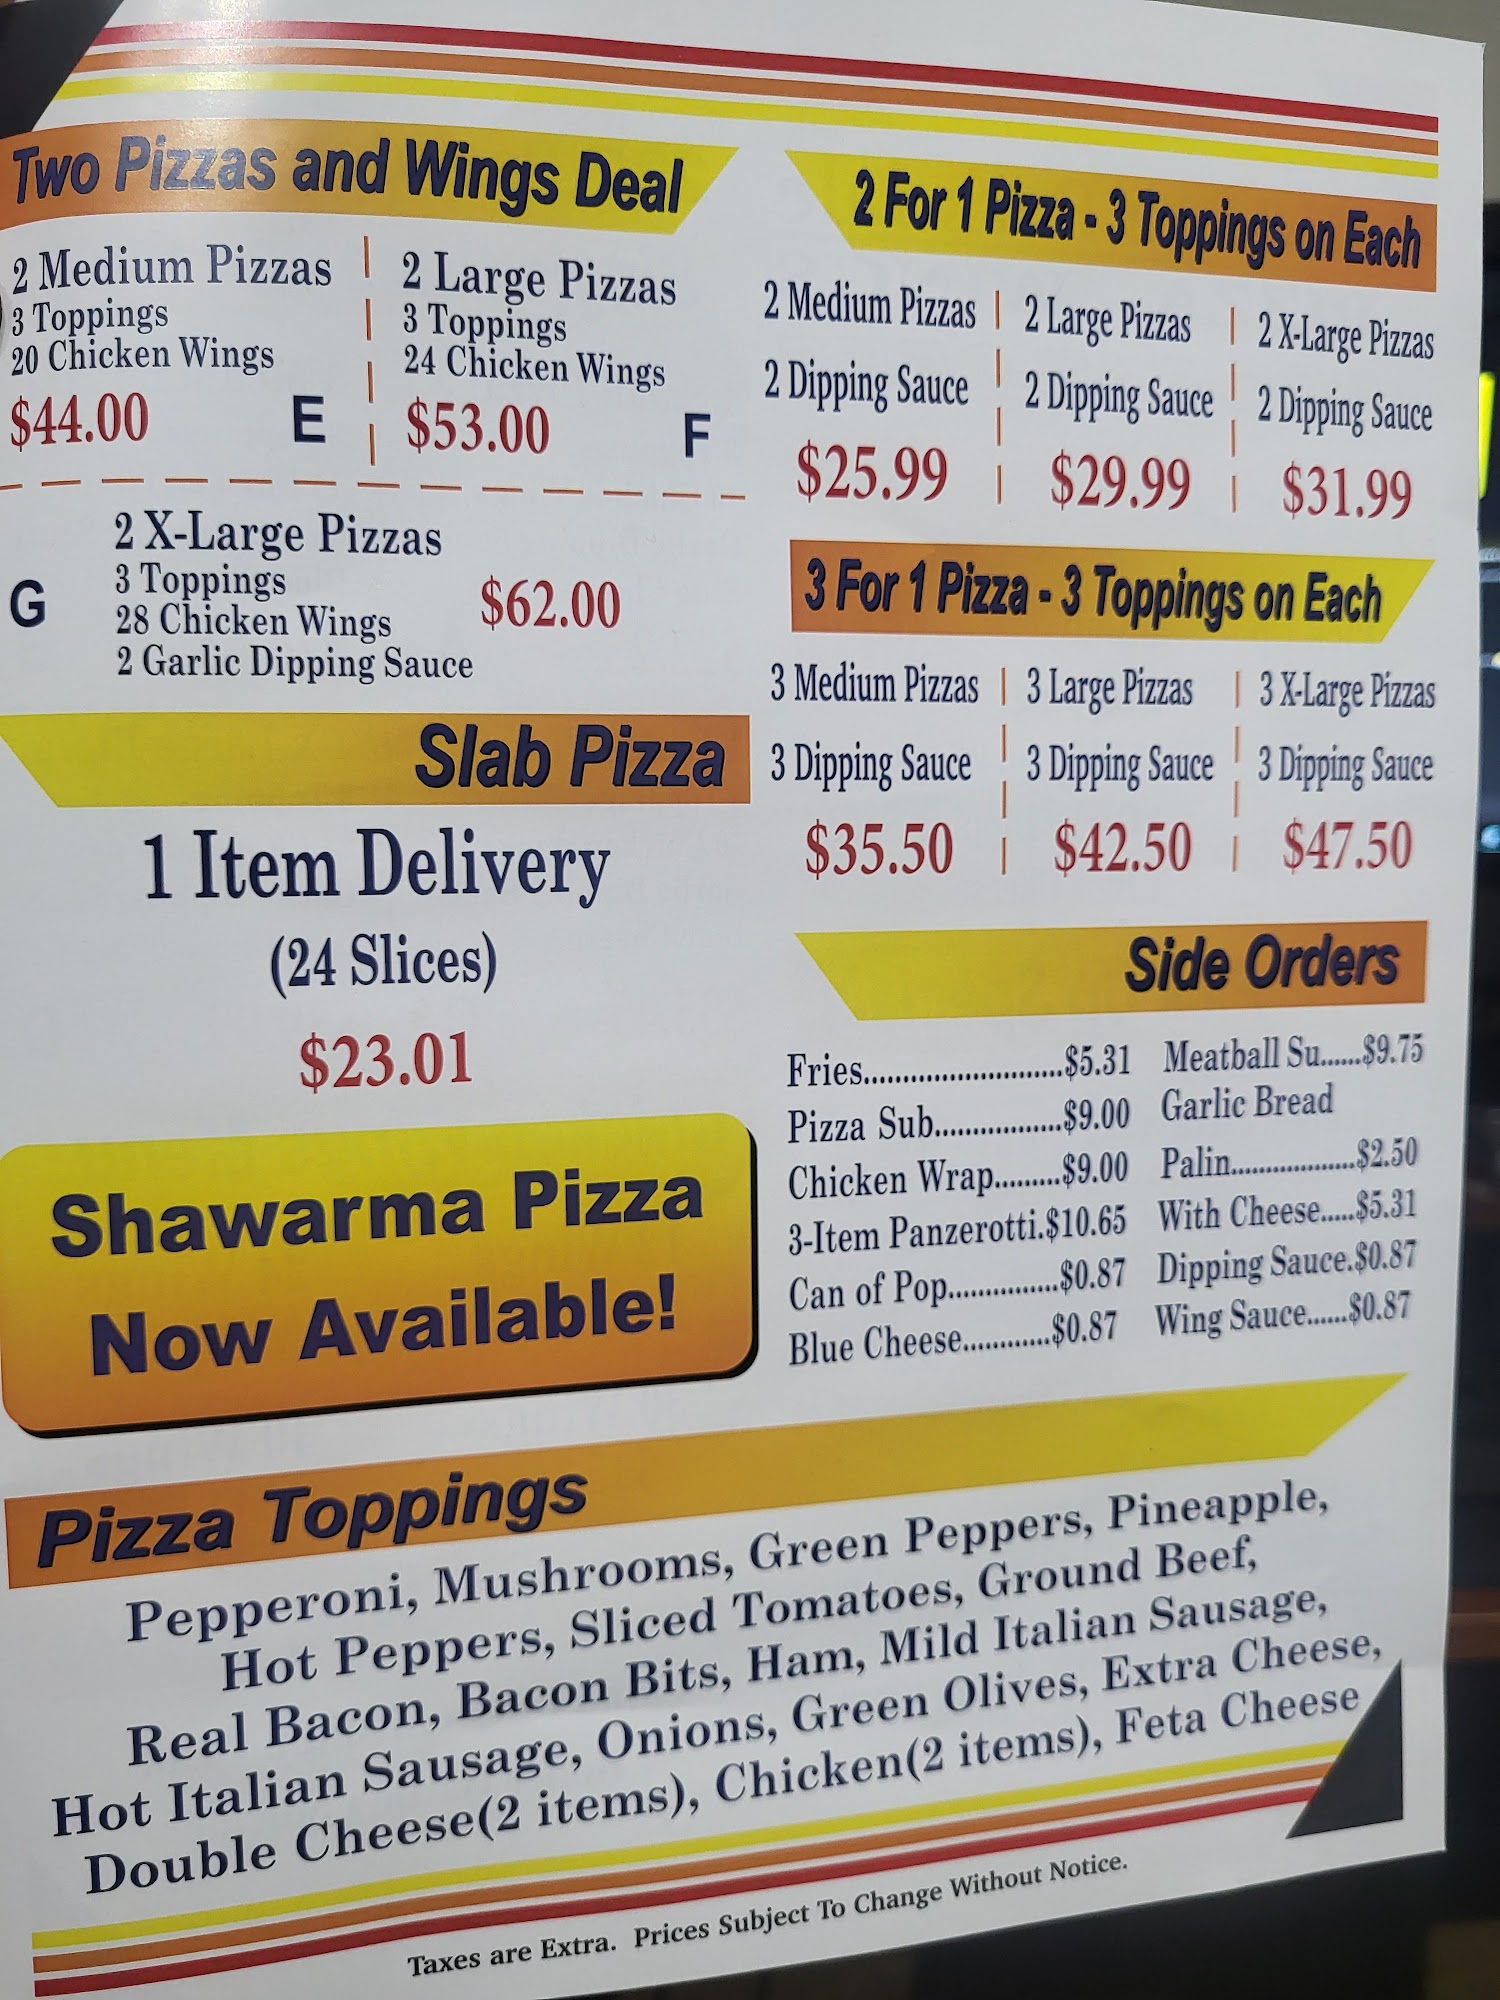 Two Pizzas and Wings Deal
2 Medium Pizzas
3 Toppings
20 Chicken Wings
$44.00 E
2 Large Pizzas
3 Toppings
24 Chicken Wings
$53.00 F
G
2 X-Large Pizzas
3 Toppings
28 Chicken Wings
2 Garlic Dipping Sauce
$62.00
Slab Pizza
1 Item Delivery
(24 Slices)
$23.01
Shawarma Pizza
Now Available!
2 For 1 Pizza - 3 Toppings on Each
2 Medium Pizzas
2 Dipping Sauce
$25.99
2 Large Pizzas
2 Dipping Sauce
$29.99
2 X-Large Pizzas
2 Dipping Sauce
$31.99
3 For 1 Pizza - 3 Toppings on Each
3 Medium Pizzas
3 Dipping Sauce
$35.50
3 Large Pizzas
3 Dipping Sauce
$42.50
3 X-Large Pizzas
3 Dipping Sauce
$47.50
Side Orders
Fries..........................$5.31
Pizza Sub.................$9.00
Chicken Wrap.........$9.00
3-Item Panzerotti.$10.65
Can of Pop...............$0.87
Blue Cheese............$0.87
Meatball Su......$9.75
Garlic Bread
Palin...................$2.50
With Cheese.....$5.31
Dipping Sauce.$0.87
Wing Sauce......$0.87
Pizza Toppings
Pepperoni, Mushrooms, Green Peppers, Pineapple,
Hot Peppers, Sliced Tomatoes, Ground Beef,
Real Bacon, Bacon Bits, Ham, Mild Italian Sausage,
Hot Italian Sausage, Onions, Green Olives, Extra Cheese,
Double Cheese(2 items), Chicken(2 items), Feta Cheese
Taxes are Extra. Prices Subject To Change Without Notice.